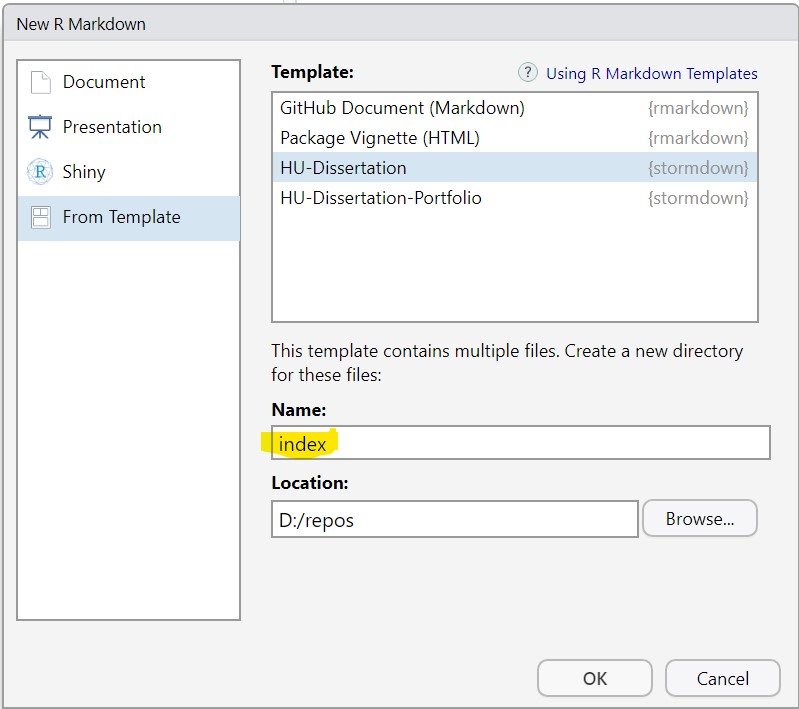 New R Markdown
Document
Presentation
R Shiny
From Template
Template:
? Using R Markdown Templates
GitHub Document (Markdown) {rmarkdown}
Package Vignette (HTML) {rmarkdown}
HU-Dissertation {stormdown}
HU-Dissertation-Portfolio {stormdown}
This template contains multiple files. Create a new directory
for these files:
Name:
index
Location:
D:/repos Browse...
OK Cancel